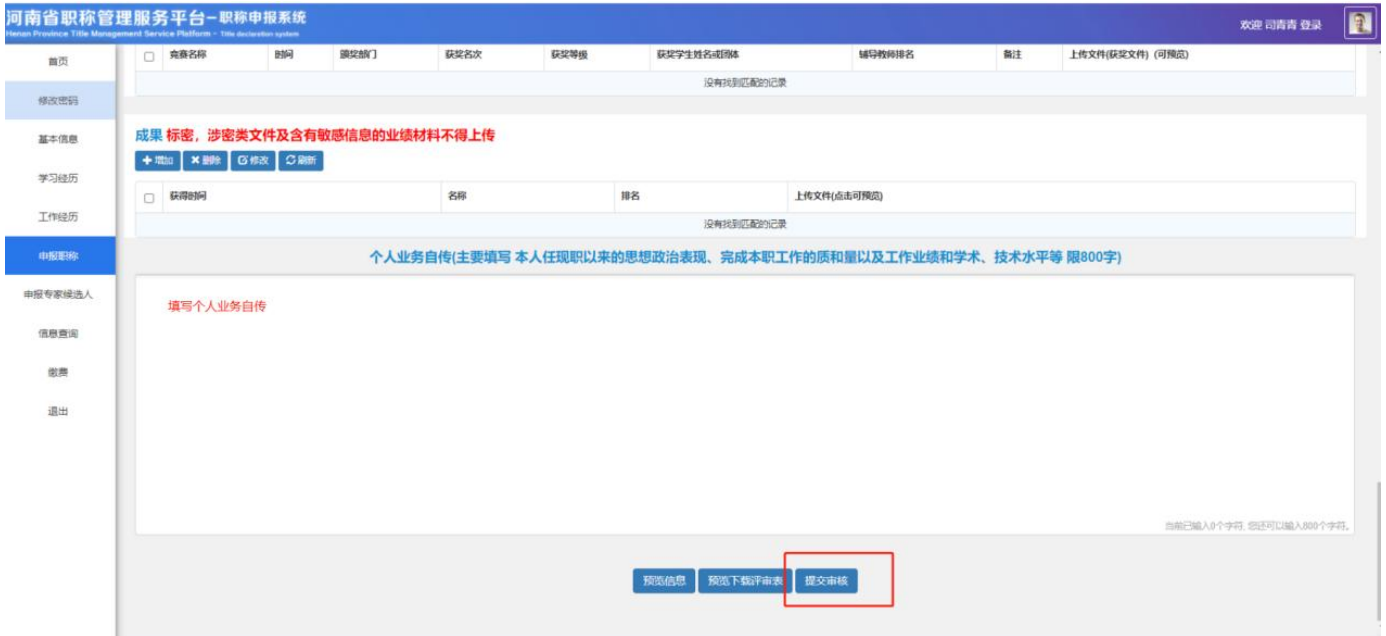 河南省职称管理服务平台-职称申报系统
Henan Province Title Management Service Platform - Title declaration system
欢迎 司青青 登录
首页
修改密码
基本信息
学习经历
工作经历
申报职称
申报专家候选人
信息查询
缴费
退出
竞赛名称 时间 颁奖部门 获奖名次 获奖等级 获奖学生姓名或团体 辅导教师排名 备注 上传文件(获奖文件) (可预览)
没有找到匹配的记录
成果 标密，涉密类文件及含有敏感信息的业绩材料不得上传
增加 删除 修改 刷新
获得时间 名称 排名 上传文件(点击可预览)
没有找到匹配的记录
个人业务自传(主要填写 本人任现职以来的思想政治表现、完成本职工作的质和量以及工作业绩和学术、技术水平等 限800字)
填写个人业务自传
当前已输入0个字符, 您还可以输入800个字符。
预览信息 预览下载评审表 提交审核